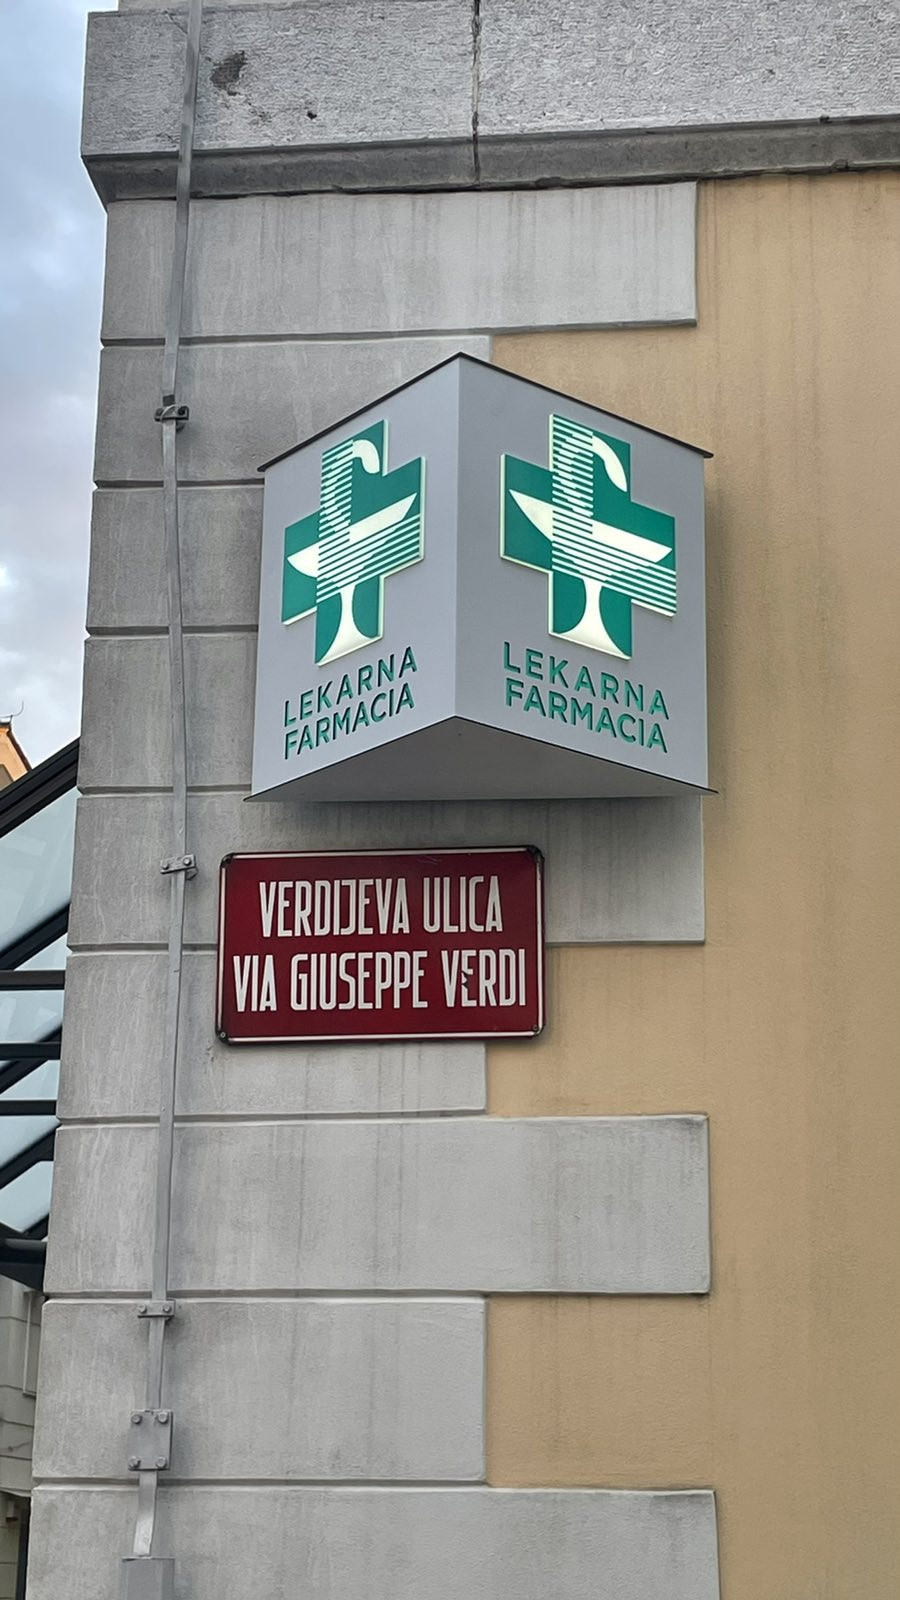 LEKARNA
FARMACIA
LEKARNA
FARMACIA
VERDIJEVA ULICA
VIA GIUSEPPE VERDI